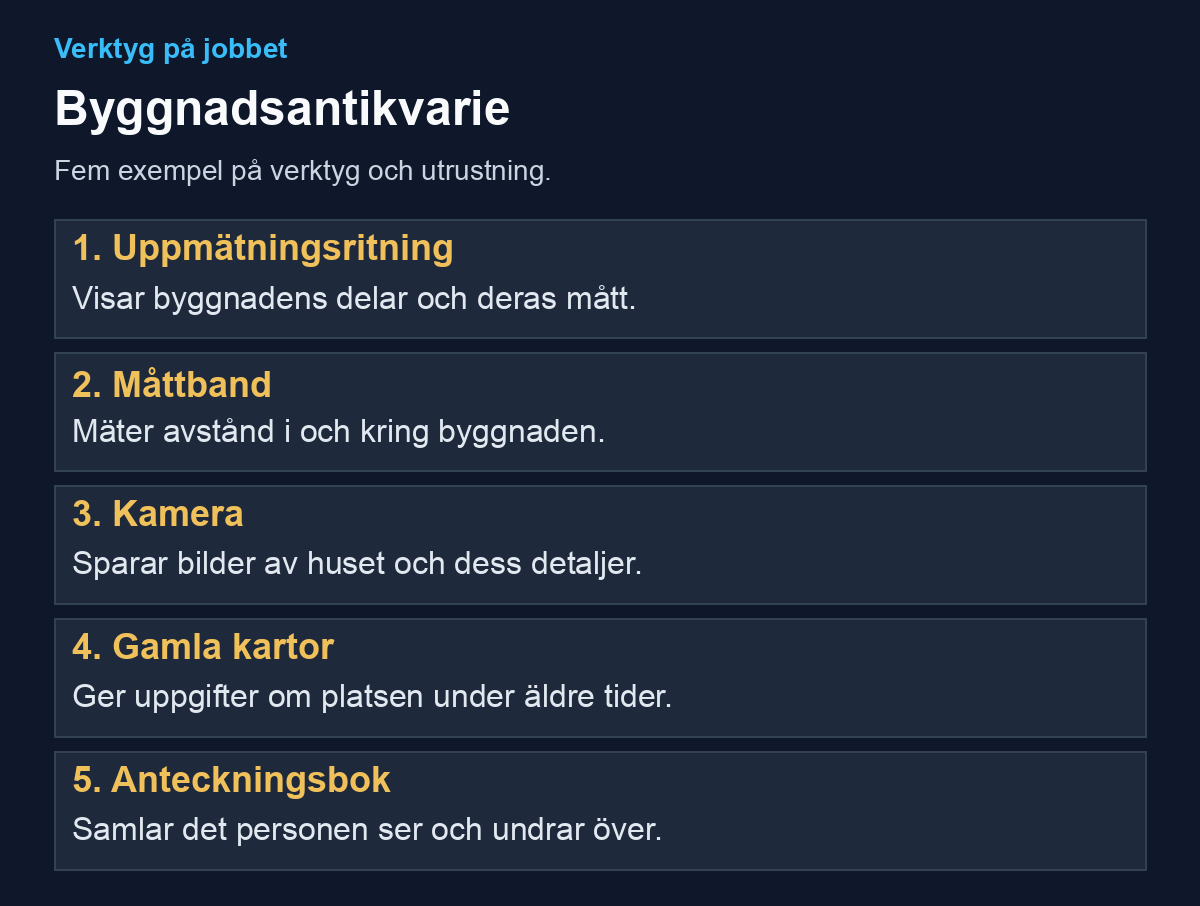 Verktyg på jobbet
Byggnadsantikvarie
Fem exempel på verktyg och utrustning.
1. Uppmätningsritning
Visar byggnadens delar och deras mått.
2. Måttband
Mäter avstånd i och kring byggnaden.
3. Kamera
Sparar bilder av huset och dess detaljer.
4. Gamla kartor
Ger uppgifter om platsen under äldre tider.
5. Anteckningsbok
Samlar det personen ser och undrar över.